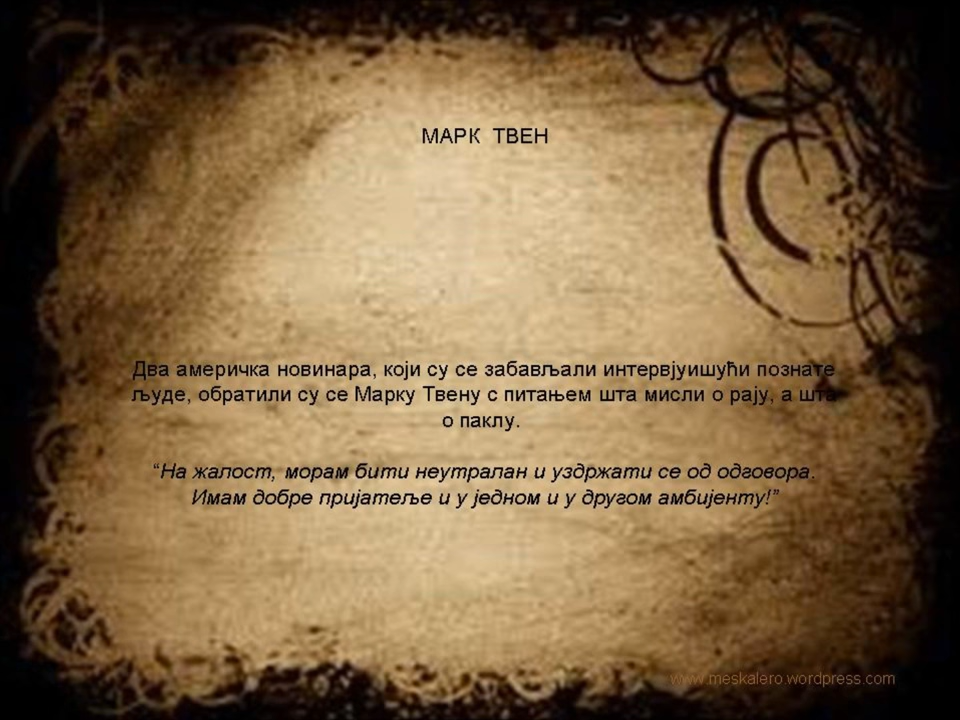 МАРК ТВЕН
Два америчка новинара, који су се забављали интервјуишући познате
људе, обратили су се Марку Твену с питањем шта мисли о рају, а шта
о паклу.
“На жалост, морам бити неутралан и уздржати се од одговора.
Имам добре пријатеље и у једном и у другом амбијенту!”
www.meskalero.wordpress.com